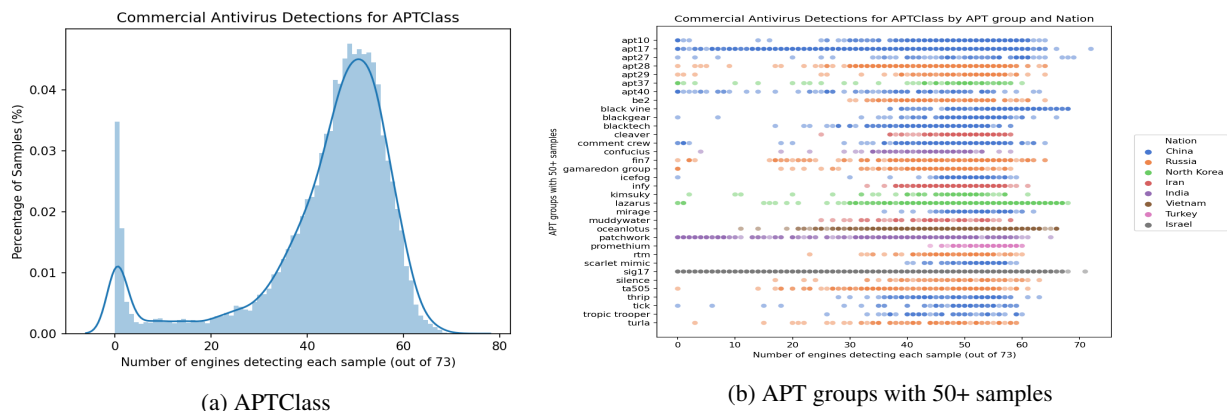 Commercial Antivirus Detections for APTClass
Percentage of Samples (%)
0.04
0.03
0.02
0.01
0.00
0
20
40
60
80
Number of engines detecting each sample (out of 73)
(a) APTClass
Commercial Antivirus Detections for APTClass by APT group and Nation
APT groups with 50+ samples
apt10
apt17
apt27
apt28
apt29
apt37
apt40
be2
black vine
blackgear
blacktech
cleaver
comment crew
confucius
fin7
gamaredon group
icefog
infy
kimsuky
lazarus
mirage
muddywater
oceanlotus
patchwork
promethium
rtm
scarlet mimic
sig17
silence
ta505
thrip
tick
tropic trooper
turla
0
10
20
30
40
50
60
70
Number of engines detecting each sample (out of 73)
Nation
China
Russia
North Korea
Iran
India
Vietnam
Turkey
Israel
(b) APT groups with 50+ samples